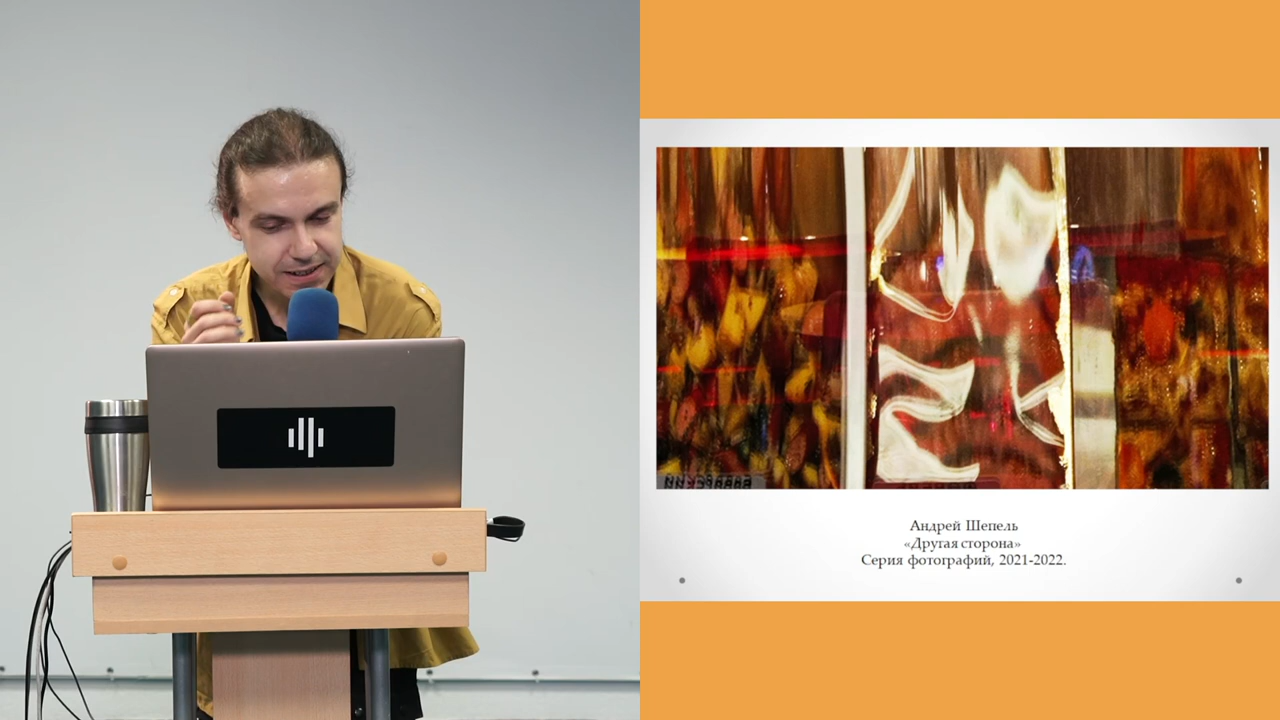 Андрей Шепель
«Другая сторона»
Серия фотографий, 2021-2022.